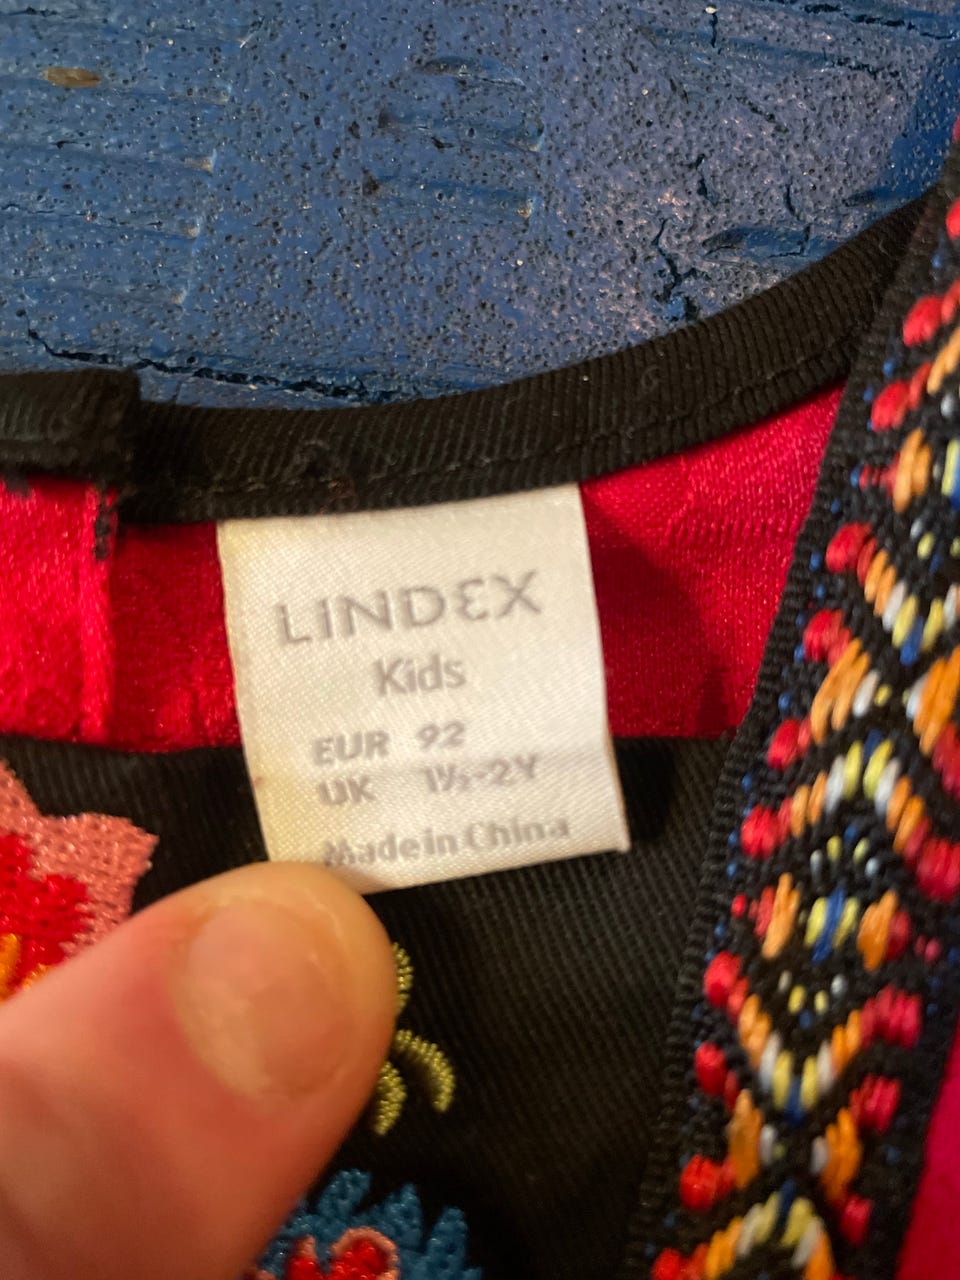 LINDEX
Kids
EUR 92
UK 1½-2Y
Made in China